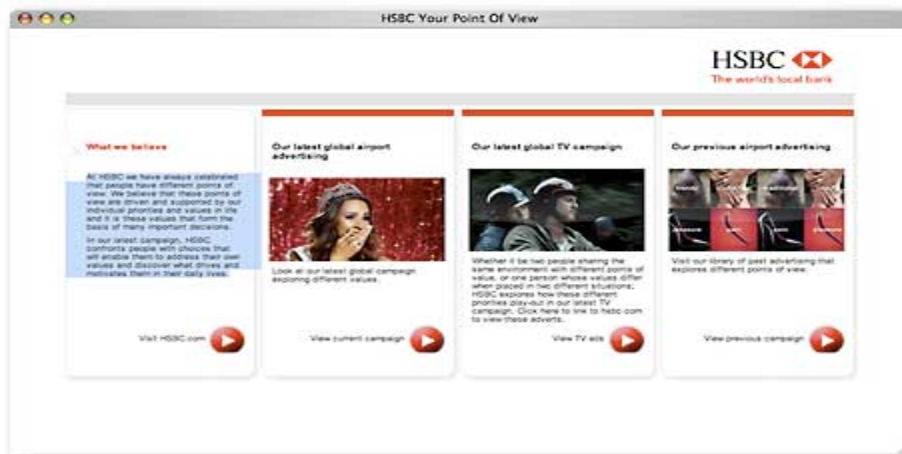 HSBC Your Point Of View
HSBC
The world's local bank
What we believe
At HSBC we have always celebrated
that people have different points of
view. We believe that these points of
view are driven and supported by our
individual priorities and values in life
and it is these values that form the
basis of many important decisions.
In our latest campaign, HSBC
confronts people with choices that
will enable them to address their own
values and discover what drives and
motivates them in their daily lives.
Visit HSBC.com
Our latest global airport
advertising
Look at our latest global campaign
exploring different values.
View current campaign
Our latest global TV campaign
Whether it be two people sharing the
same environment with different points of
value, or one person whose values differ
when placed in two different situations;
HSBC explores how these different
priorities play-out in our latest TV
campaign. Click here to link to hsbc.com
to view these adverts.
View TV ads
Our previous airport advertising
trendy
traditional
pleasure
pain
pain
pleasure
Visit our library of past advertising that
explores different points of view.
View previous campaign